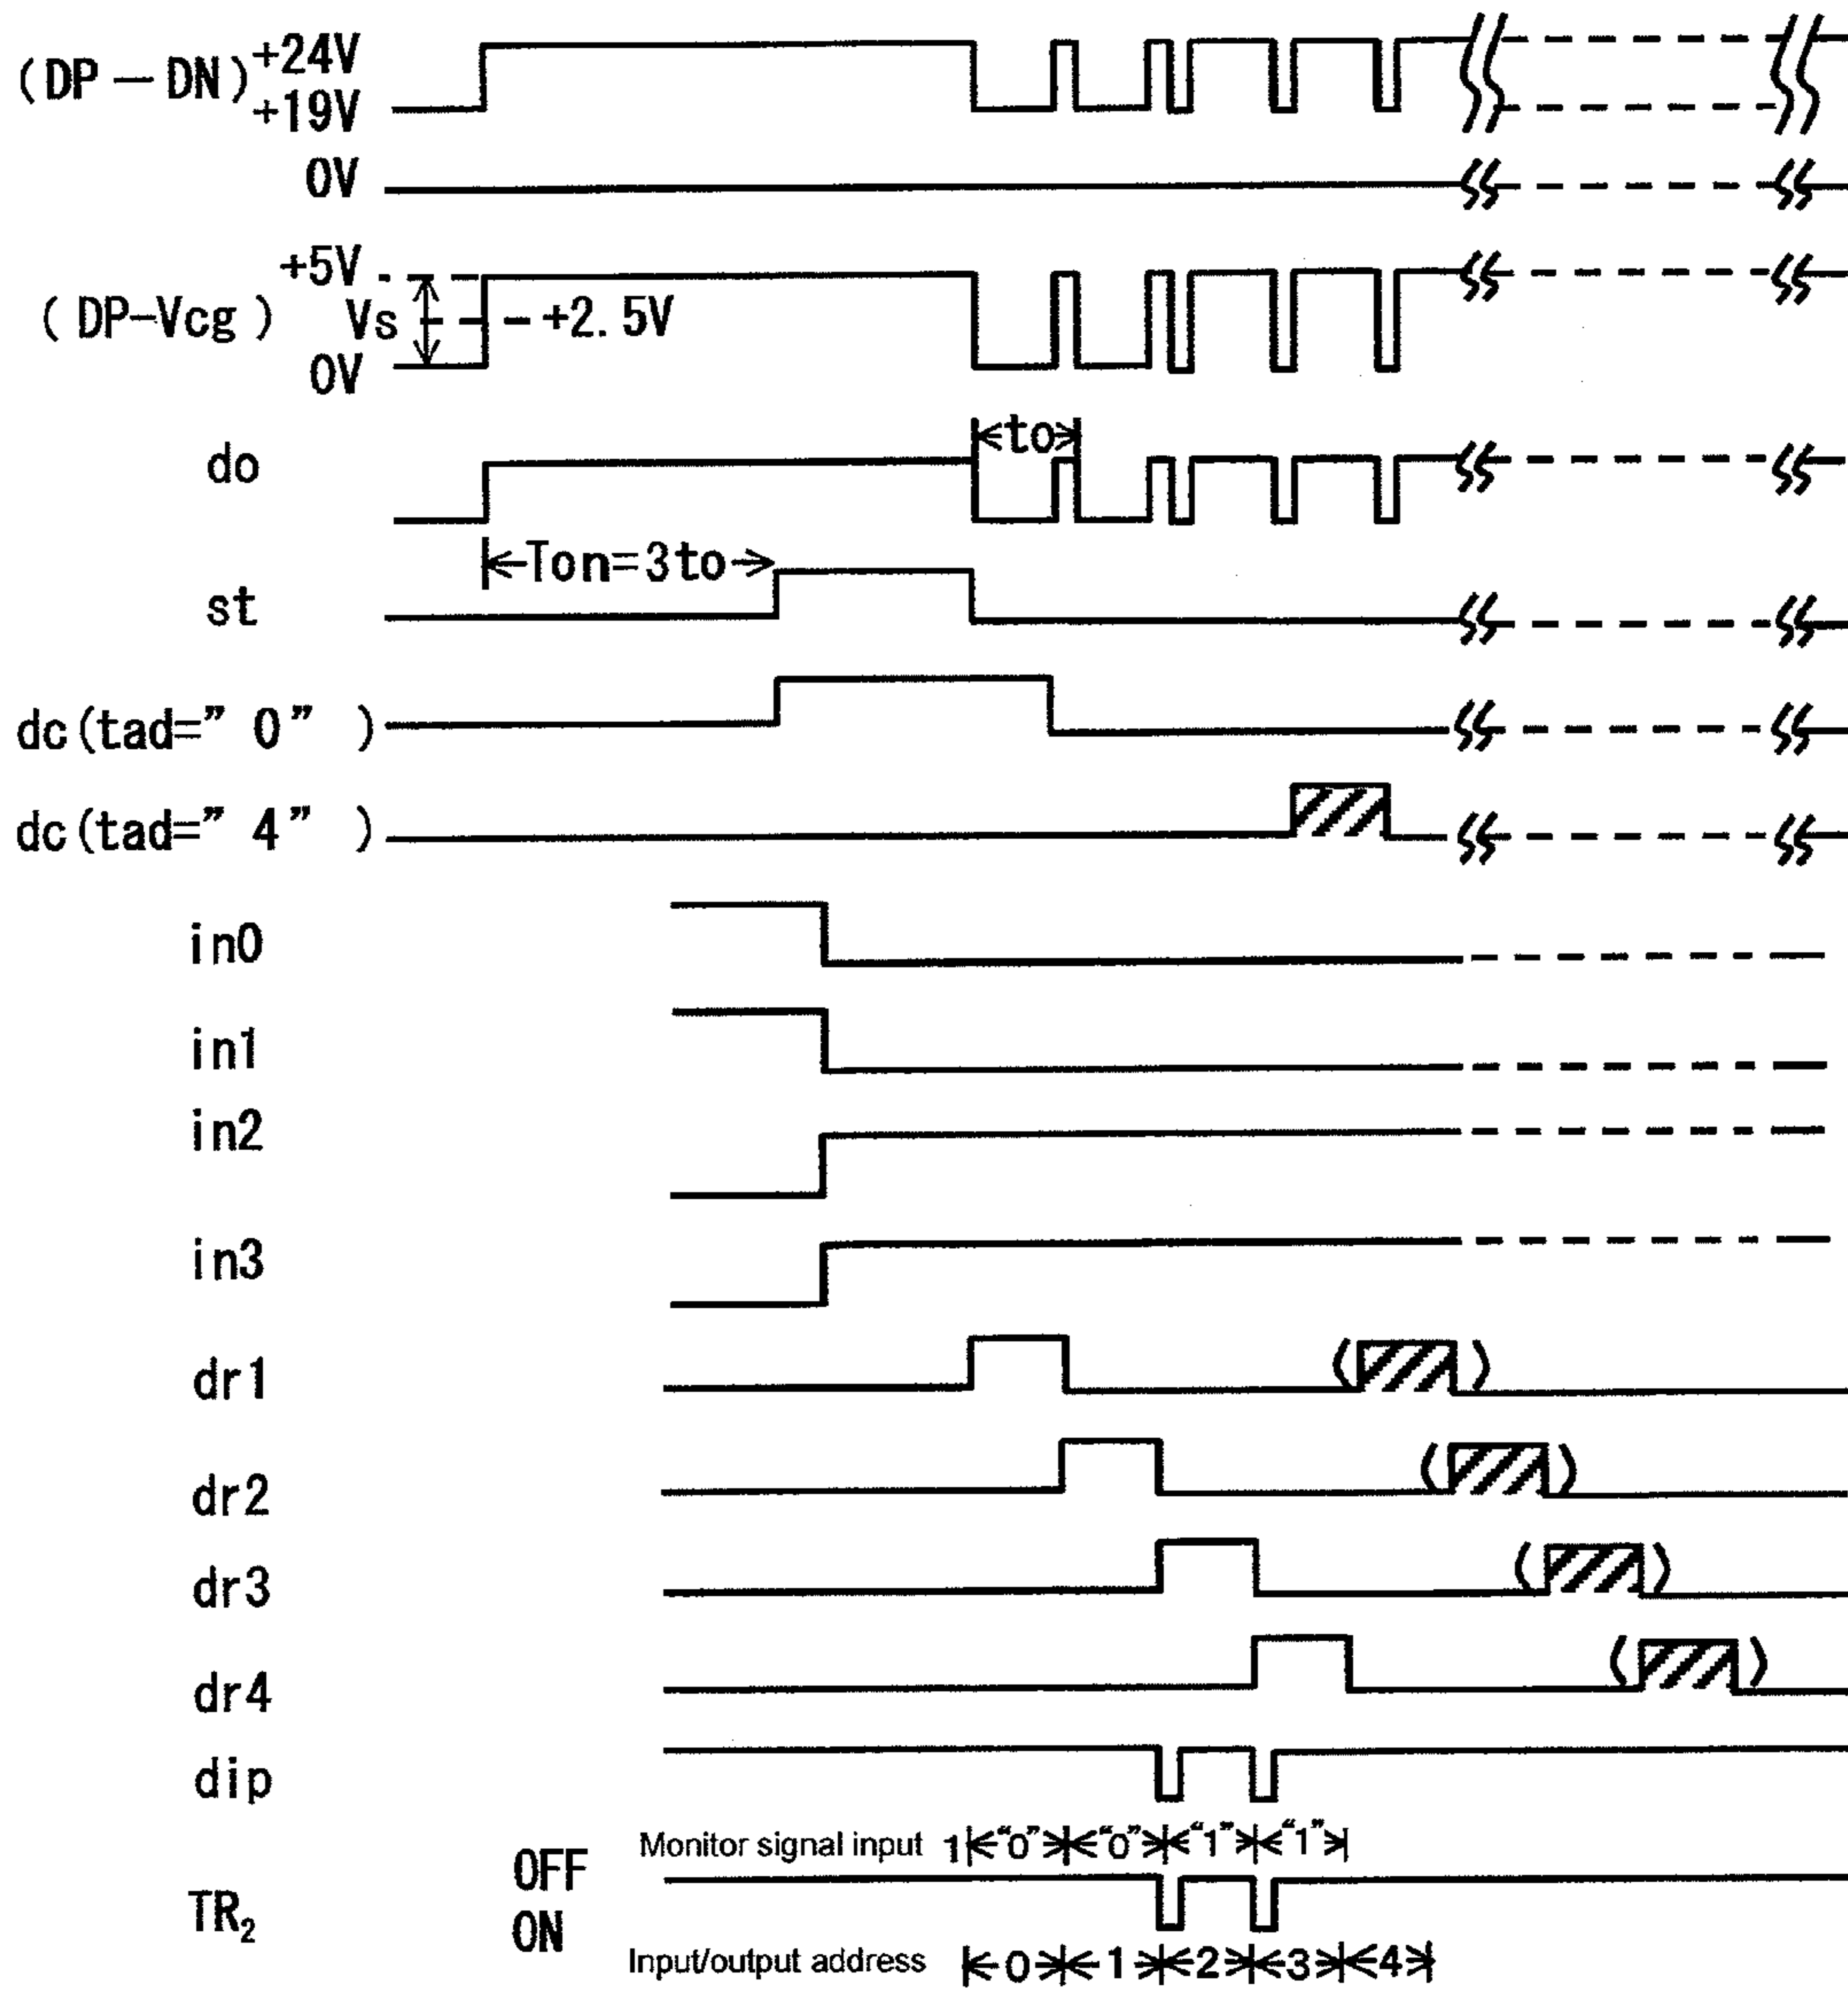 (DP — DN) +24V
+19V
0V
(DP-Vcg) +5V
Vs
+2.5V
0V
to
do
Ton=3to
st
dc(tad=”0”)
dc(tad=”4”)
in0
in1
in2
in3
dr1 ( )
dr2 ( )
dr3 ( )
dr4 ( )
dip
Monitor signal input 1 “0” “0” “1” “1”
OFF
TR2
ON
Input/output address 0 1 2 3 4